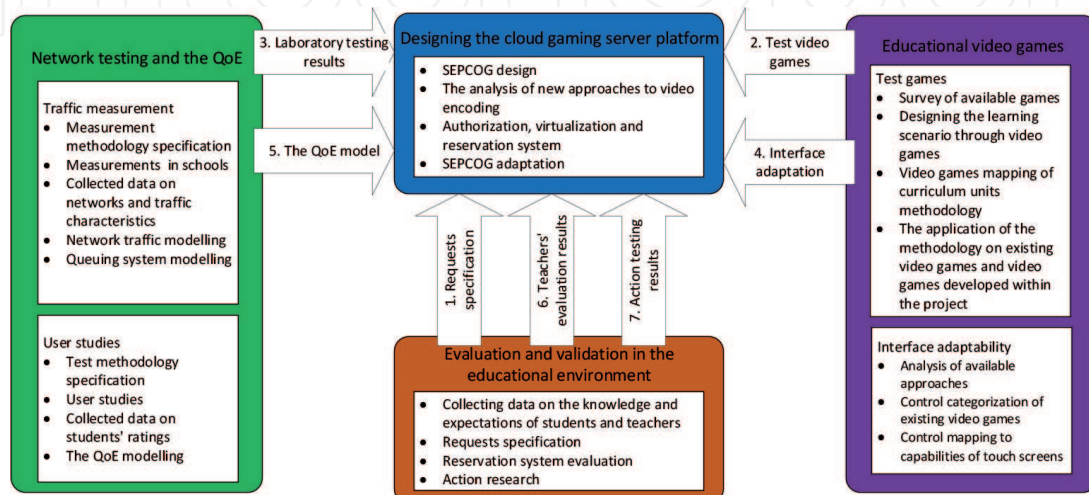 Network testing and the QoE
Traffic measurement
● Measurement
methodology specification
● Measurements in schools
● Collected data on
networks and traffic
characteristics
● Network traffic modelling
● Queuing system modelling
User studies
● Test methodology
specification
● User studies
● Collected data on
students' ratings
● The QoE modelling
3. Laboratory testing
results
5. The QoE model
Designing the cloud gaming server platform
● SEPCOG design
● The analysis of new approaches to video
encoding
● Authorization, virtualization and
reservation system
● SEPCOG adaptation
2. Test video
games
4. Interface
adaptation
1. Requests
specification
6. Teachers'
evaluation results
7. Action testing
results
Evaluation and validation in the
educational environment
● Collecting data on the knowledge and
expectations of students and teachers
● Requests specification
● Reservation system evaluation
● Action research
Educational video games
Test games
● Survey of available games
● Designing the learning
scenario through video
games
● Video games mapping of
curriculum units
methodology
● The application of the
methodology on existing
video games and video
games developed within
the project
Interface adaptability
● Analysis of available
approaches
● Control categorization of
existing video games
● Control mapping to
capabilities of touch screens